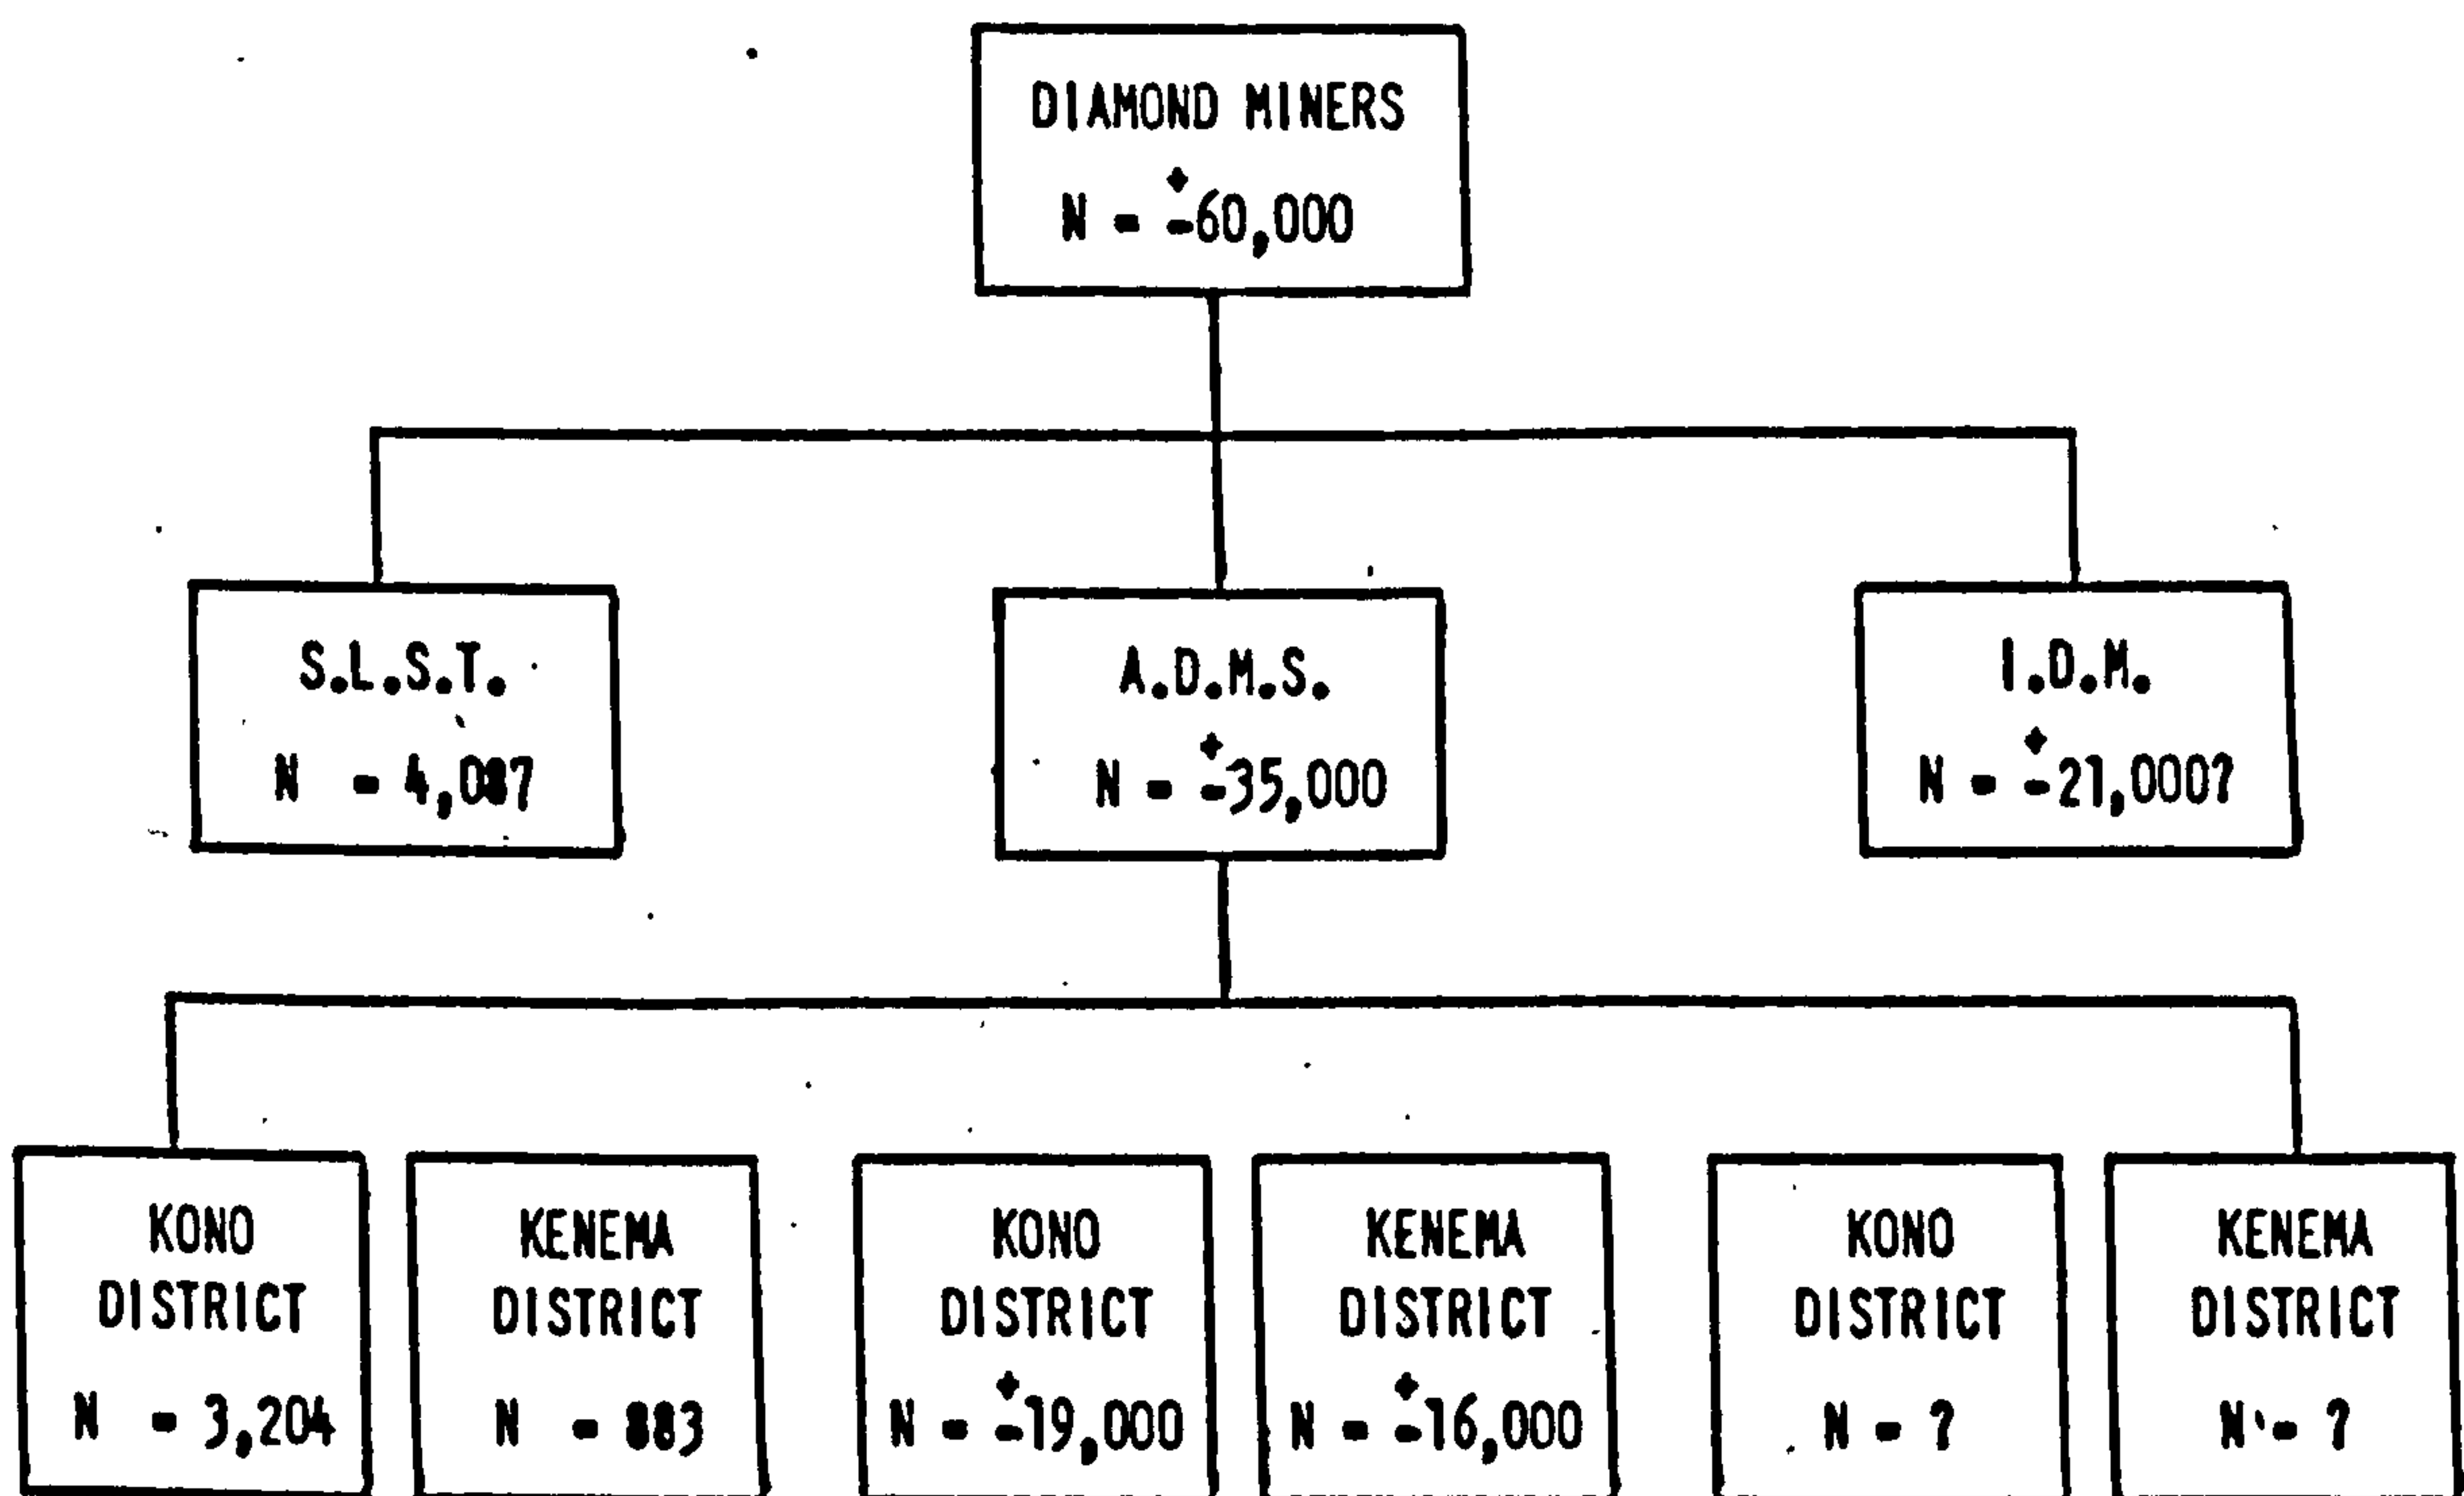 DIAMOND MINERS
N = ±60,000
S.L.S.T.
N = 4,087
A.D.M.S.
N = ±35,000
I.D.M.
N = ±21,000?
KONO
DISTRICT
N = 3,204
KENEMA
DISTRICT
N = 883
KONO
DISTRICT
N = ±19,000
KENEMA
DISTRICT
N = ±16,000
KONO
DISTRICT
N = ?
KENEMA
DISTRICT
N = ?